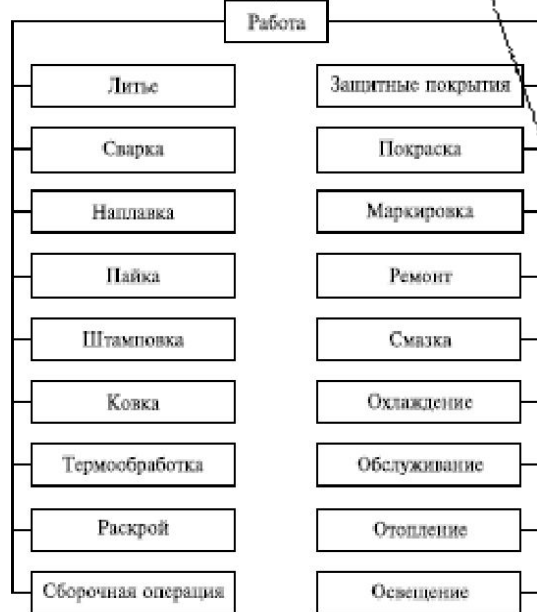 Работа
Литье
Сварка
Наплавка
Пайка
Штамповка
Ковка
Термообработка
Раскрой
Сборочная операция
Защитные покрытия
Покраска
Маркировка
Ремонт
Смазка
Охлаждение
Обслуживание
Отопление
Освещение